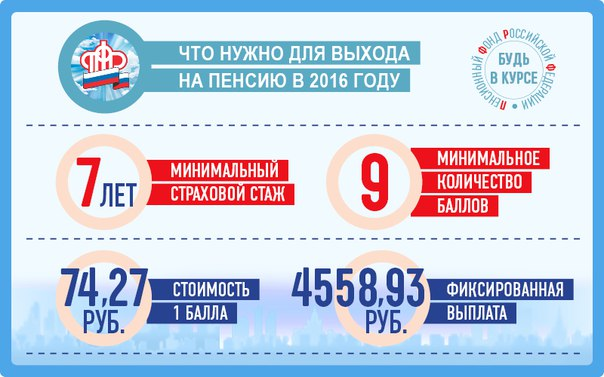 ЧТО НУЖНО ДЛЯ ВЫХОДА
НА ПЕНСИЮ В 2016 ГОДУ
ПЕНСИОННЫЙ ФОНД РОССИЙСКОЙ ФЕДЕРАЦИИ
БУДЬ
В КУРСЕ
7 ЛЕТ
МИНИМАЛЬНЫЙ
СТРАХОВОЙ СТАЖ
9
МИНИМАЛЬНОЕ
КОЛИЧЕСТВО
БАЛЛОВ
74,27
РУБ.
СТОИМОСТЬ
1 БАЛЛА
4558,93
РУБ.
ФИКСИРОВАННАЯ
ВЫПЛАТА